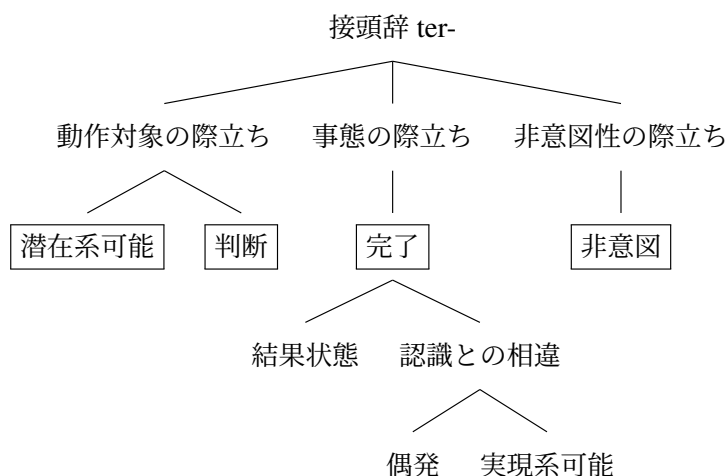 接頭辞 ter-
動作対象の際立ち 事態の際立ち 非意図性の際立ち
潜在系可能 判断 完了 非意図
結果状態 認識との相違
偶発 実現系可能